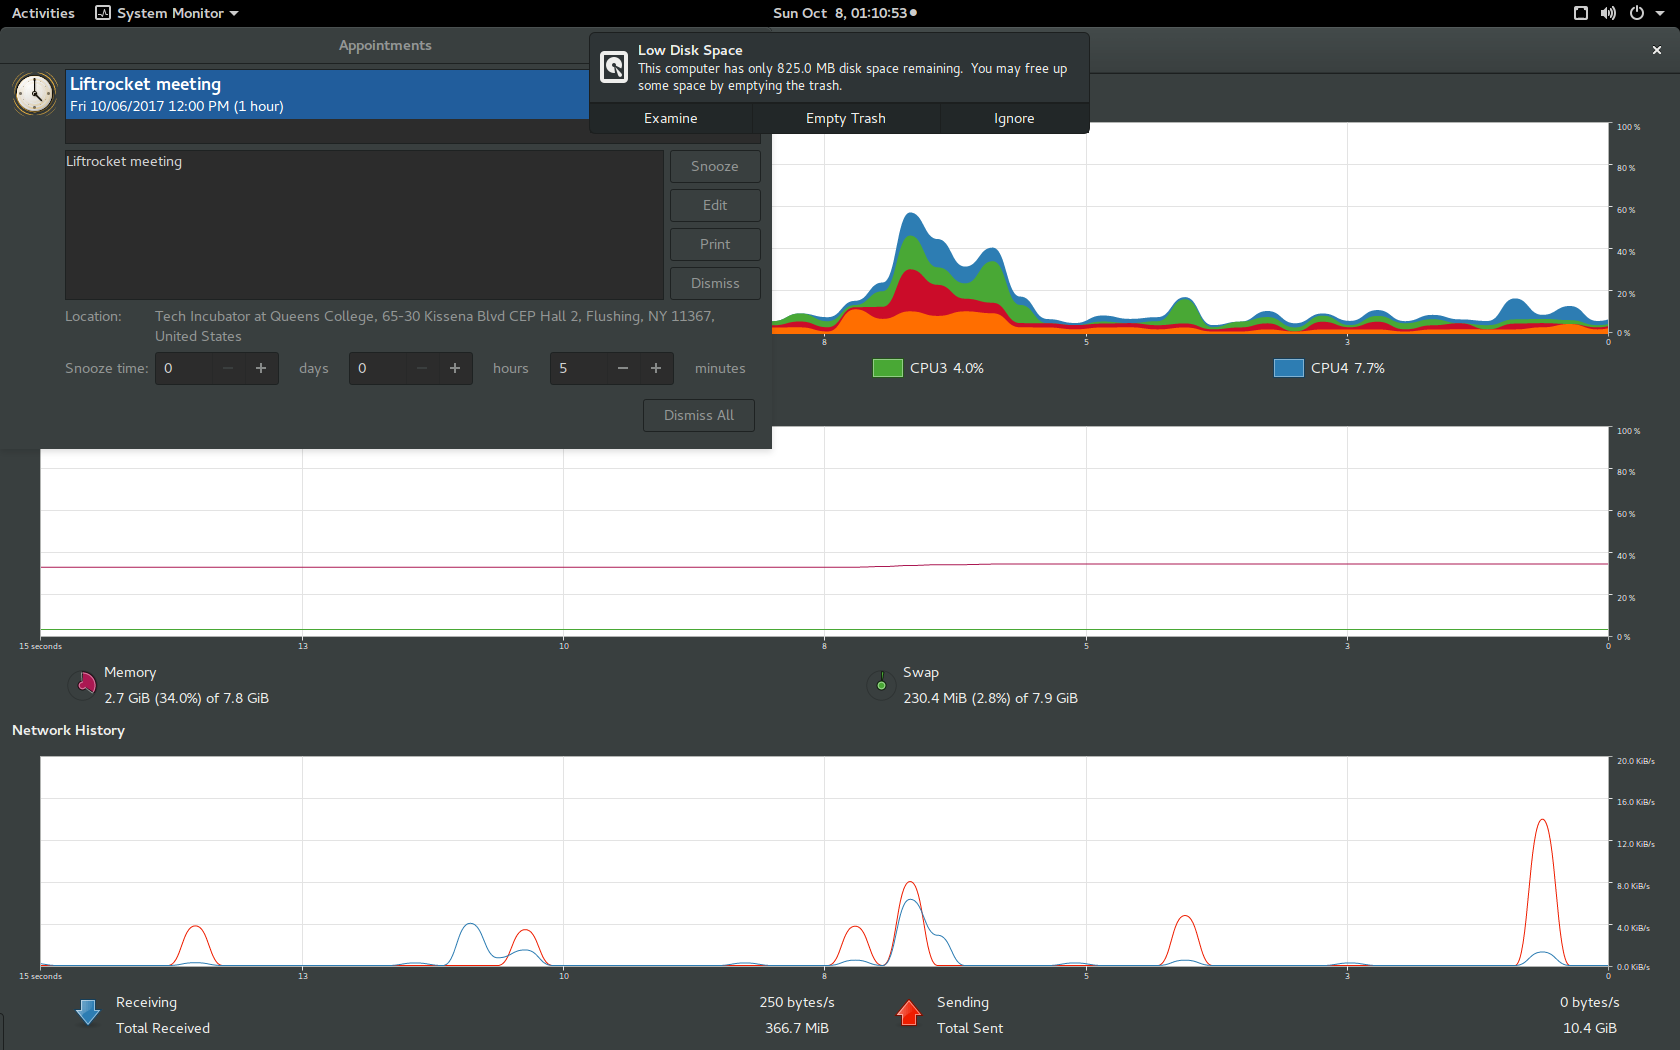 Activities
System Monitor
Sun Oct  8, 01:10:53
Appointments
Liftrocket meeting
Fri 10/06/2017 12:00 PM (1 hour)
Low Disk Space
This computer has only 825.0 MB disk space remaining.  You may free up
some space by emptying the trash.
Examine
Empty Trash
Ignore
Liftrocket meeting
Snooze
Edit
Print
Dismiss
Location:
Tech Incubator at Queens College, 65-30 Kissena Blvd CEP Hall 2, Flushing, NY 11367,
United States
Snooze time:
0
days
0
hours
5
minutes
Dismiss All
100 %
80 %
60 %
40 %
20 %
0 %
8
5
3
0
CPU3 4.0%
CPU4 7.7%
100 %
80 %
60 %
40 %
20 %
0 %
15 seconds
13
10
8
5
3
0
Memory
2.7 GiB (34.0%) of 7.8 GiB
Swap
230.4 MiB (2.8%) of 7.9 GiB
Network History
20.0 KiB/s
16.0 KiB/s
12.0 KiB/s
8.0 KiB/s
4.0 KiB/s
0.0 KiB/s
15 seconds
13
10
8
5
3
0
Receiving
250 bytes/s
Total Received
366.7 MiB
Sending
0 bytes/s
Total Sent
10.4 GiB